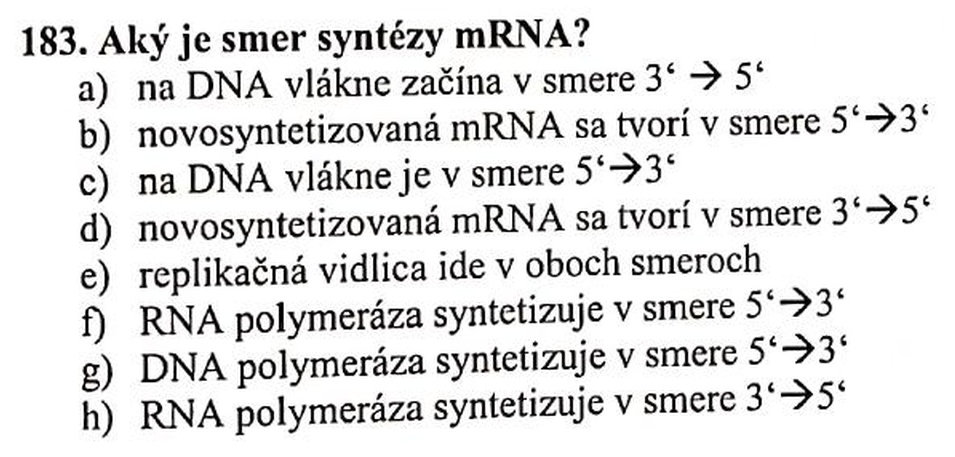 183. Aký je smer syntézy mRNA?
a) na DNA vlákne začína v smere 3‘ → 5‘
b) novosyntetizovaná mRNA sa tvorí v smere 5‘→3‘
c) na DNA vlákne je v smere 5‘→3‘
d) novosyntetizovaná mRNA sa tvorí v smere 3‘→5‘
e) replikačná vidlica ide v oboch smeroch
f) RNA polymeráza syntetizuje v smere 5‘→3‘
g) DNA polymeráza syntetizuje v smere 5‘→3‘
h) RNA polymeráza syntetizuje v smere 3‘→5‘